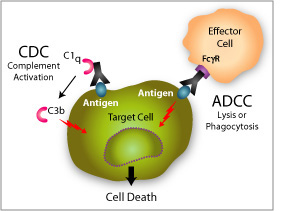 CDC
Complement
Activation
C1q
C3b
Antigen
Antigen
Target Cell
Effector
Cell
FcγR
ADCC
Lysis or
Phagocytosis
Cell Death